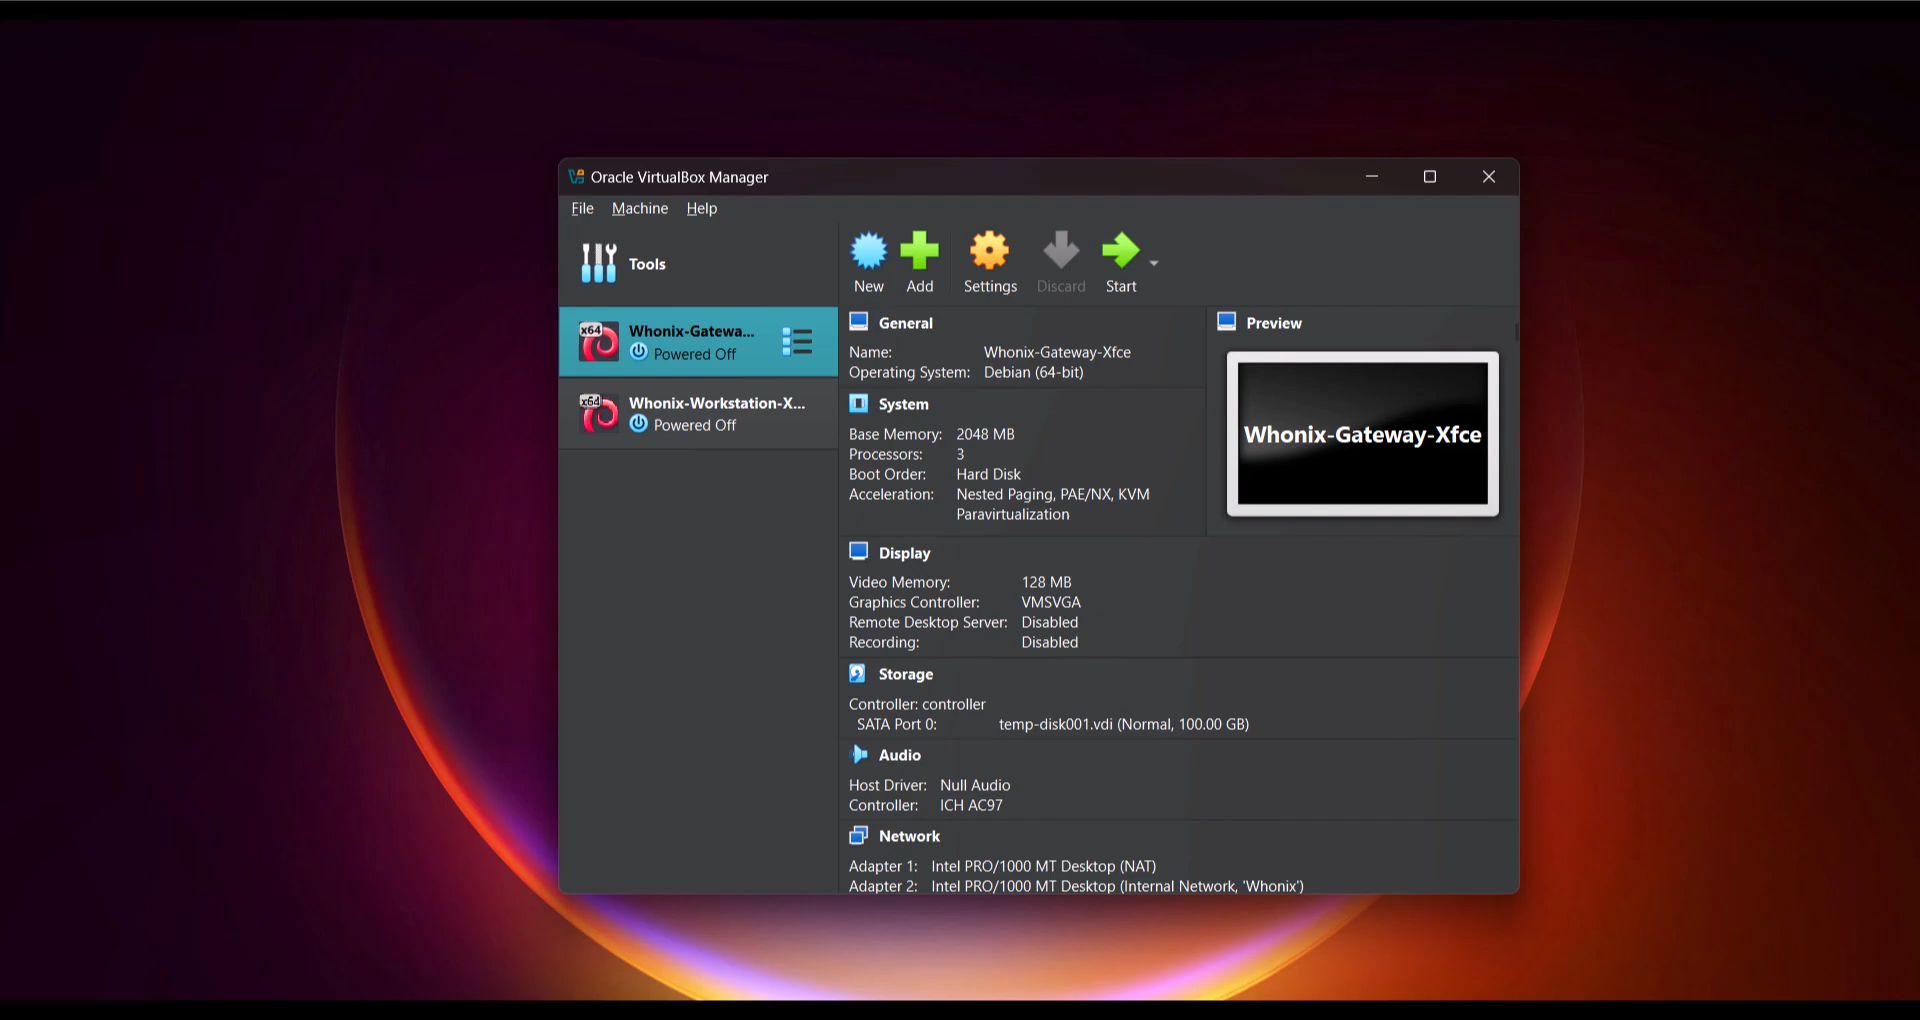 Oracle VirtualBox Manager
File Machine Help
Tools
New Add Settings Discard Start
x64
Whonix-Gatewa...
Powered Off
x64
Whonix-Workstation-X...
Powered Off
General
Name: Whonix-Gateway-Xfce
Operating System: Debian (64-bit)
System
Base Memory: 2048 MB
Processors: 3
Boot Order: Hard Disk
Acceleration: Nested Paging, PAE/NX, KVM
Paravirtualization
Preview
Whonix-Gateway-Xfce
Display
Video Memory: 128 MB
Graphics Controller: VMSVGA
Remote Desktop Server: Disabled
Recording: Disabled
Storage
Controller: controller
SATA Port 0: temp-disk001.vdi (Normal, 100.00 GB)
Audio
Host Driver: Null Audio
Controller: ICH AC97
Network
Adapter 1: Intel PRO/1000 MT Desktop (NAT)
Adapter 2: Intel PRO/1000 MT Desktop (Internal Network, 'Whonix')